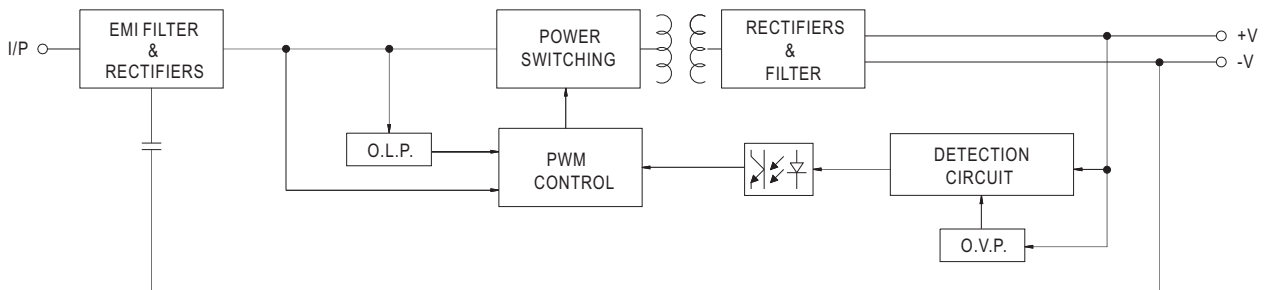 I/P
EMI FILTER
&
RECTIFIERS
POWER
SWITCHING
RECTIFIERS
&
FILTER
+V
-V
O.L.P.
PWM
CONTROL
DETECTION
CIRCUIT
O.V.P.